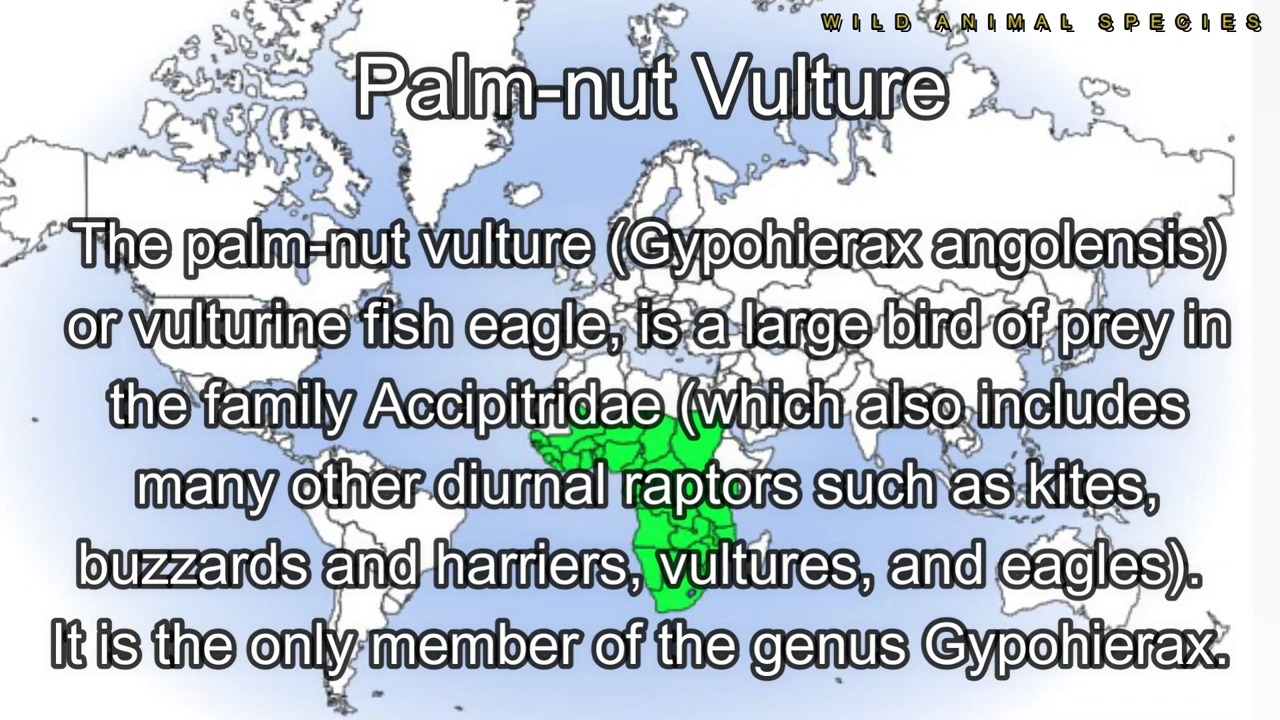 WILD ANIMAL SPECIES
Palm-nut Vulture
The palm-nut vulture (Gypohierax angolensis)
or vulturine fish eagle, is a large bird of prey in
the family Accipitridae (which also includes
many other diurnal raptors such as kites,
buzzards and harriers, vultures, and eagles).
It is the only member of the genus Gypohierax.